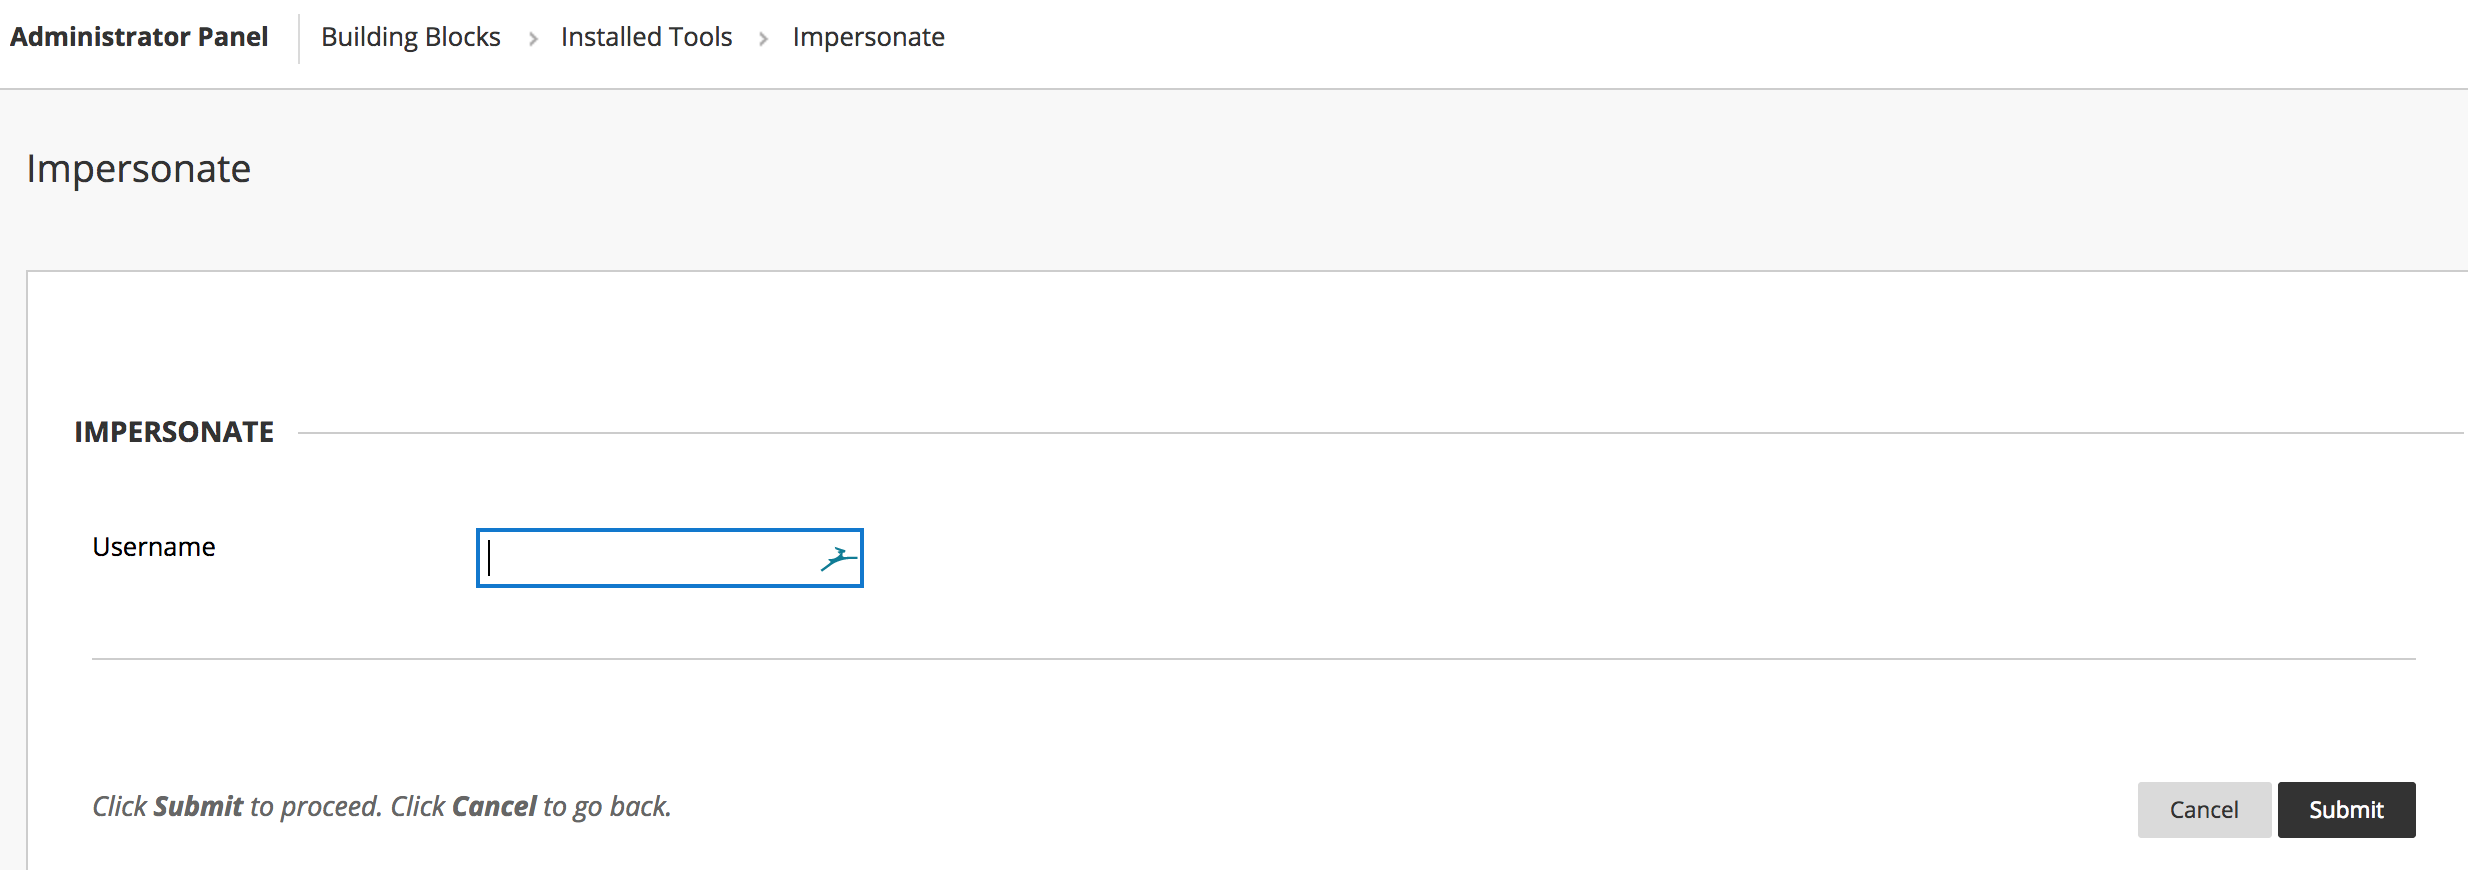 Administrator Panel Building Blocks > Installed Tools > Impersonate
Impersonate
IMPERSONATE
Username
Click Submit to proceed. Click Cancel to go back.
Cancel Submit